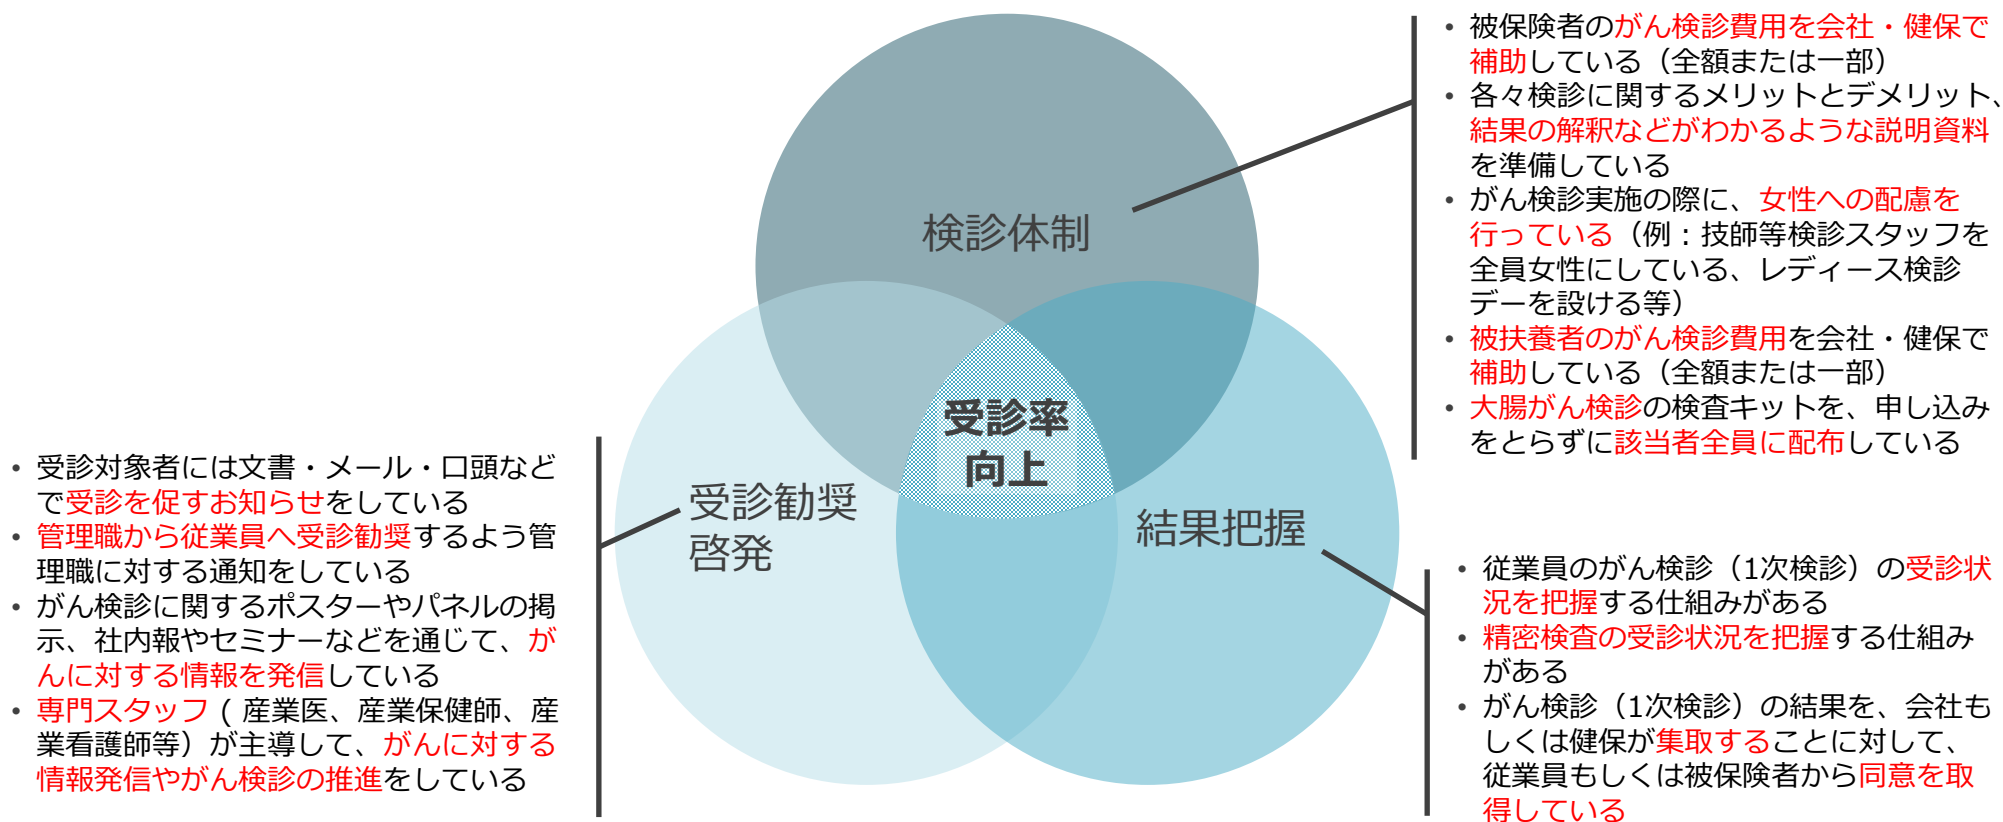 • 被保険者のがん検診費用を会社・健保で
補助している（全額または一部）
• 各々検診に関するメリットとデメリット、
結果の解釈などがわかるような説明資料
を準備している
• がん検診実施の際に、女性への配慮を
行っている（例：技師等検診スタッフを
全員女性にしている、レディース検診
デーを設ける等）
• 被扶養者のがん検診費用を会社・健保で
補助している（全額または一部）
• 大腸がん検診の検査キットを、申し込み
をとらずに該当者全員に配布している
検診体制
受診率
向上
受診勧奨
啓発
結果把握
• 受診対象者には文書・メール・口頭など
で受診を促すお知らせをしている
• 管理職から従業員へ受診勧奨するよう管
理職に対する通知をしている
• がん検診に関するポスターやパネルの掲
示、社内報やセミナーなどを通じて、が
んに対する情報を発信している
• 専門スタッフ ( 産業医、産業保健師、産
業看護師等）が主導して、がんに対する
情報発信やがん検診の推進をしている
• 従業員のがん検診（1次検診）の受診状
況を把握する仕組みがある
• 精密検査の受診状況を把握する仕組み
がある
• がん検診（1次検診）の結果を、会社も
しくは健保が集取することに対して、
従業員もしくは被保険者から同意を取
得している